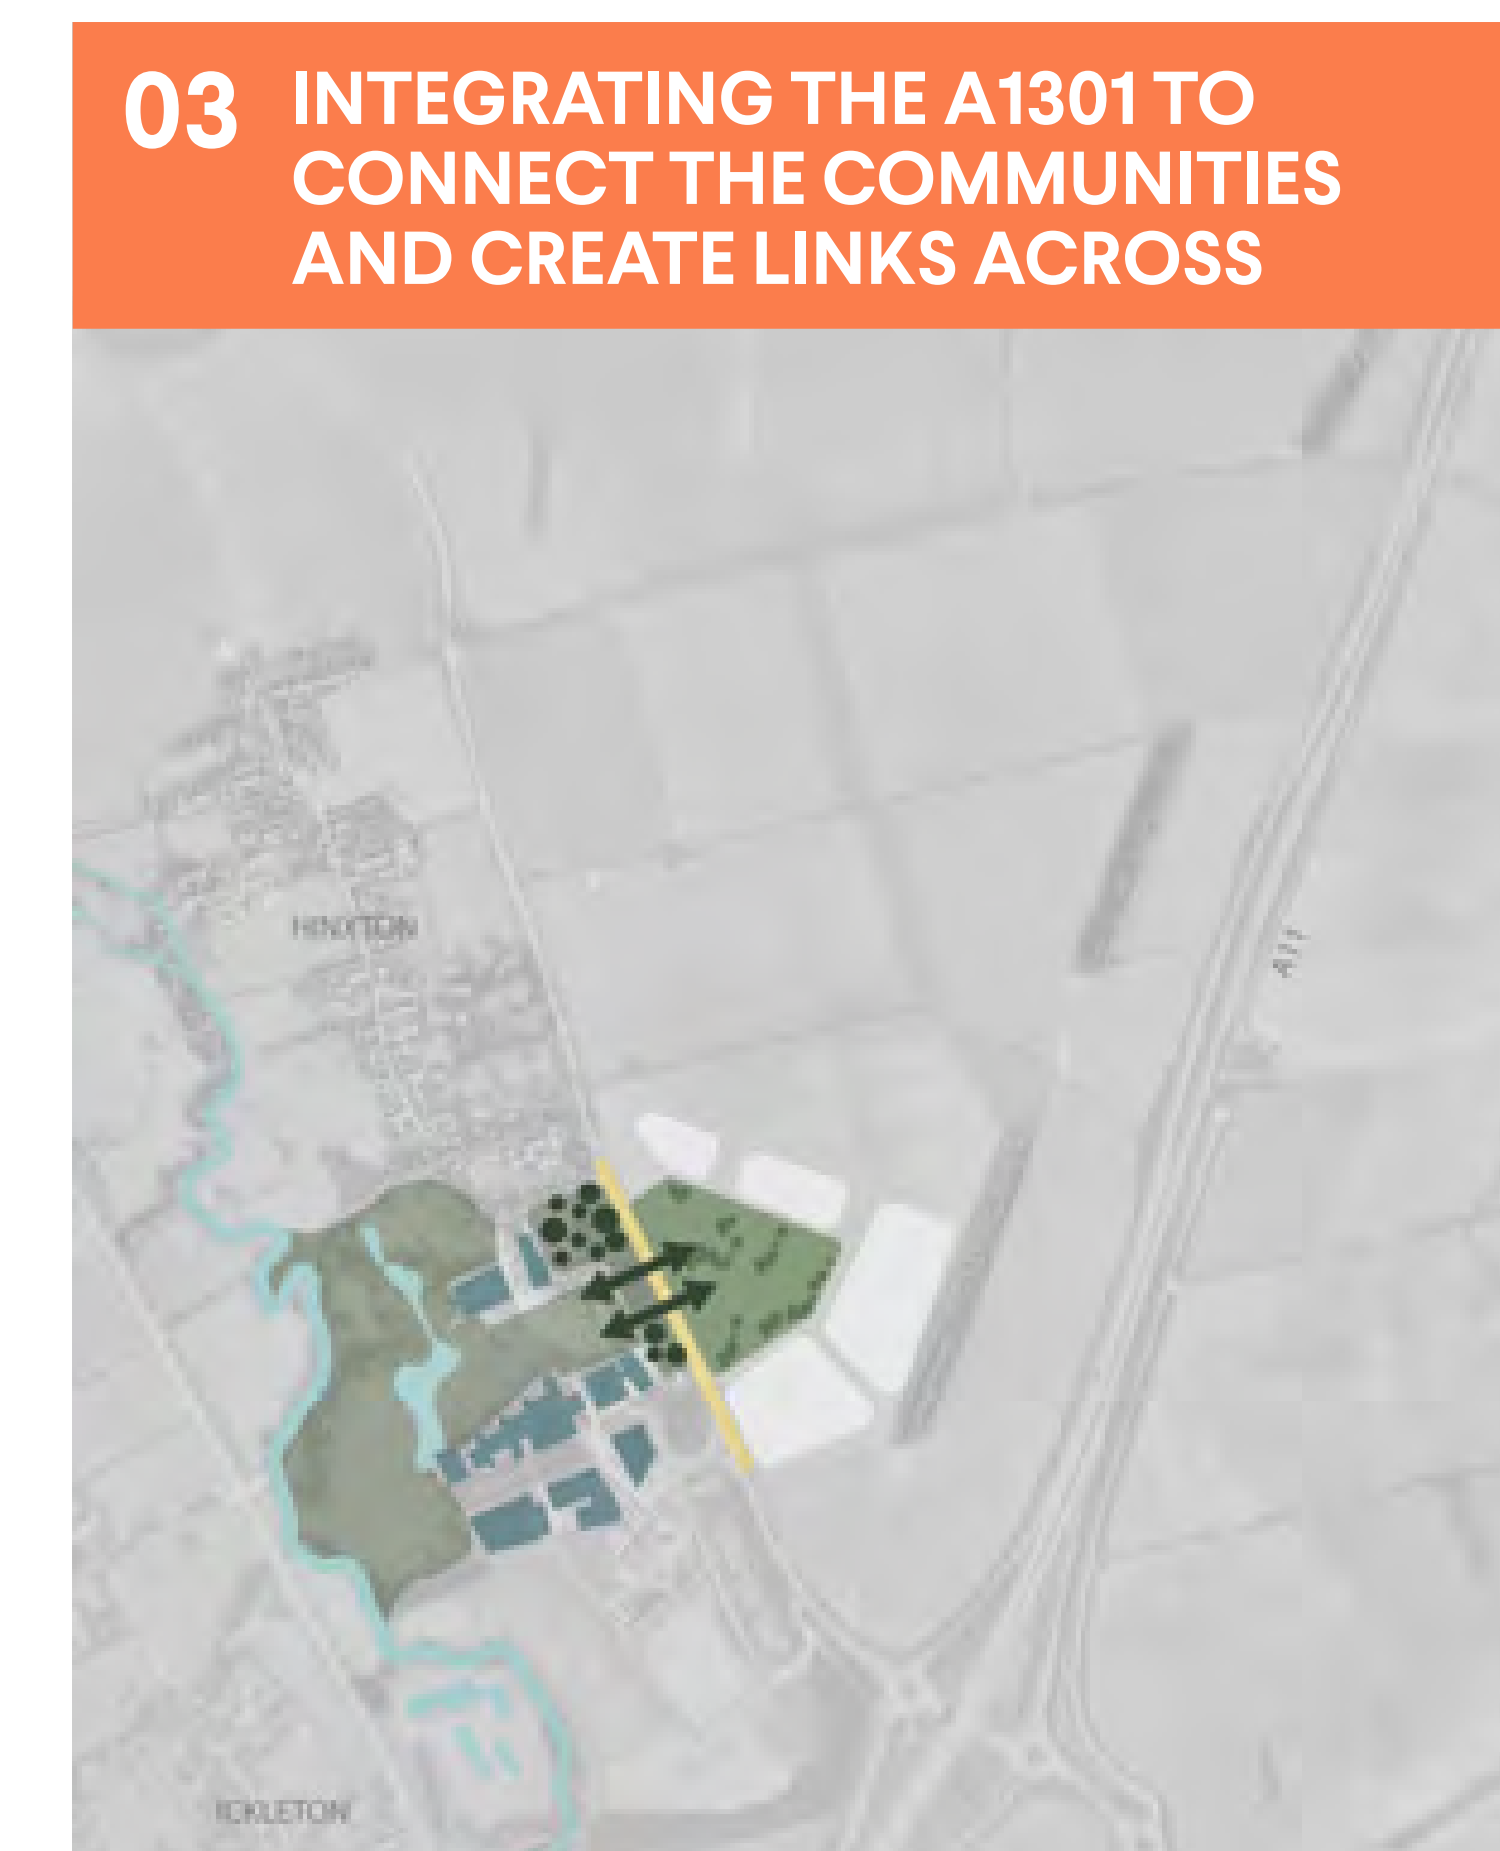 03 INTEGRATING THE A1301 TO
CONNECT THE COMMUNITIES
AND CREATE LINKS ACROSS
HINXTON
A11
ICKLETON